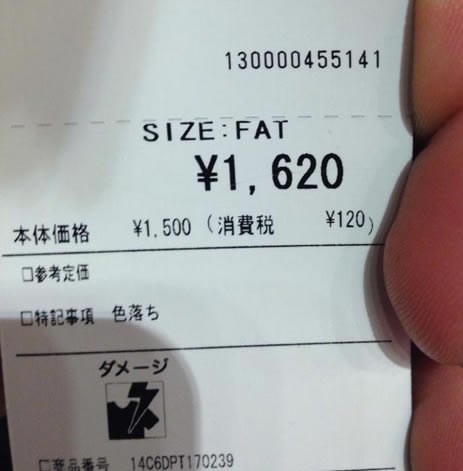 130000455141
SIZE:FAT
¥1,620
本体価格 ¥1,500 (消費税 ¥120)
□参考定価
□特記事項 色落ち
ダメージ
□商品番号 14C6DPT170239